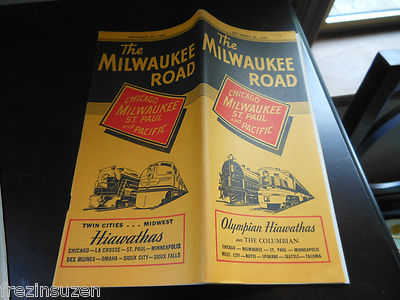 The
MILWAUKEE
ROAD
CHICAGO
MILWAUKEE
ST. PAUL
AND PACIFIC
TWIN CITIES . . . MIDWEST
Hiawathas
CHICAGO — LA CROSSE — ST. PAUL — MINNEAPOLIS
DES MOINES — OMAHA — SIOUX CITY — SIOUX FALLS
The
MILWAUKEE
ROAD
CHICAGO
MILWAUKEE
ST. PAUL
AND PACIFIC
Olympian Hiawathas
AND THE COLUMBIAN
CHICAGO — MILWAUKEE — ST. PAUL — MINNEAPOLIS
MILES CITY — BUTTE — SPOKANE — SEATTLE — TACOMA
frezinsuzen